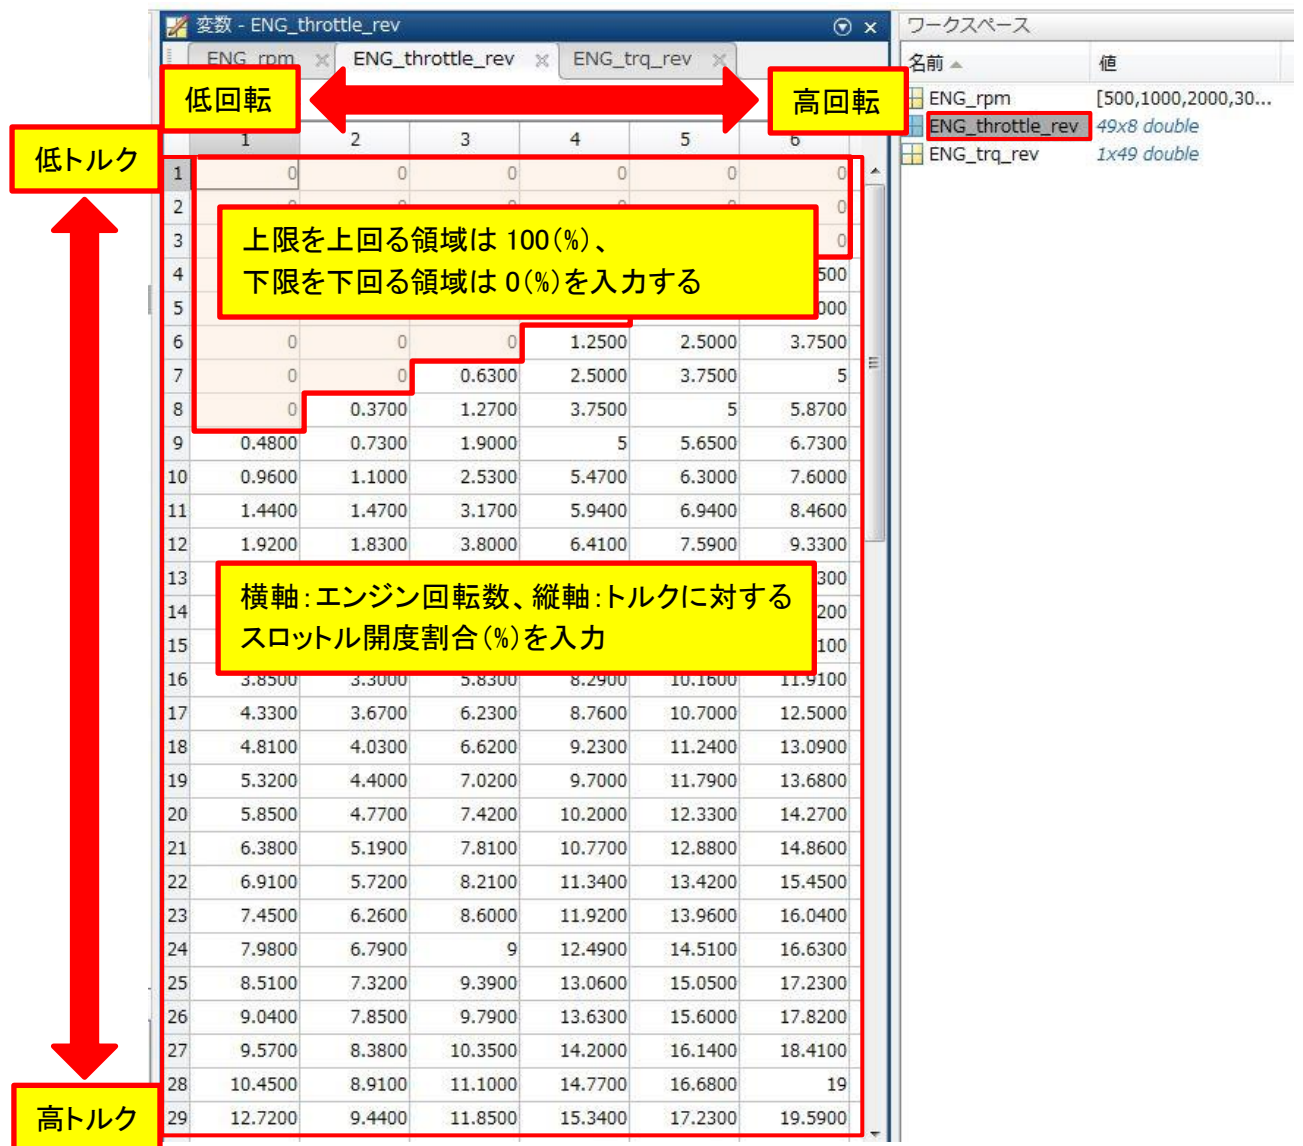 変数 - ENG_throttle_rev
ENG_rpm ENG_throttle_rev ENG_trq_rev
低回転 高回転
1 2 3 4 5 6
低トルク
1 0 0 0 0 0 0
2 0
3 0
上限を上回る領域は 100(%)、
下限を下回る領域は 0(%)を入力する
4 500
5 000
6 0 0 0 1.2500 2.5000 3.7500
7 0 0 0.6300 2.5000 3.7500 5
8 0 0.3700 1.2700 3.7500 5 5.8700
9 0.4800 0.7300 1.9000 5 5.6500 6.7300
10 0.9600 1.1000 2.5300 5.4700 6.3000 7.6000
11 1.4400 1.4700 3.1700 5.9400 6.9400 8.4600
12 1.9200 1.8300 3.8000 6.4100 7.5900 9.3300
13 300
横軸:エンジン回転数、縦軸:トルクに対する
スロットル開度割合(%)を入力
14 200
15 100
16 3.8500 3.3000 5.8300 8.2900 10.1600 11.9100
17 4.3300 3.6700 6.2300 8.7600 10.7000 12.5000
18 4.8100 4.0300 6.6200 9.2300 11.2400 13.0900
19 5.3200 4.4000 7.0200 9.7000 11.7900 13.6800
20 5.8500 4.7700 7.4200 10.2000 12.3300 14.2700
21 6.3800 5.1900 7.8100 10.7700 12.8800 14.8600
22 6.9100 5.7200 8.2100 11.3400 13.4200 15.4500
23 7.4500 6.2600 8.6000 11.9200 13.9600 16.0400
24 7.9800 6.7900 9 12.4900 14.5100 16.6300
25 8.5100 7.3200 9.3900 13.0600 15.0500 17.2300
26 9.0400 7.8500 9.7900 13.6300 15.6000 17.8200
27 9.5700 8.3800 10.3500 14.2000 16.1400 18.4100
28 10.4500 8.9100 11.1000 14.7700 16.6800 19
29 12.7200 9.4400 11.8500 15.3400 17.2300 19.5900
高トルク
ワークスペース
名前 値
ENG_rpm [500,1000,2000,30...
ENG_throttle_rev 49x8 double
ENG_trq_rev 1x49 double